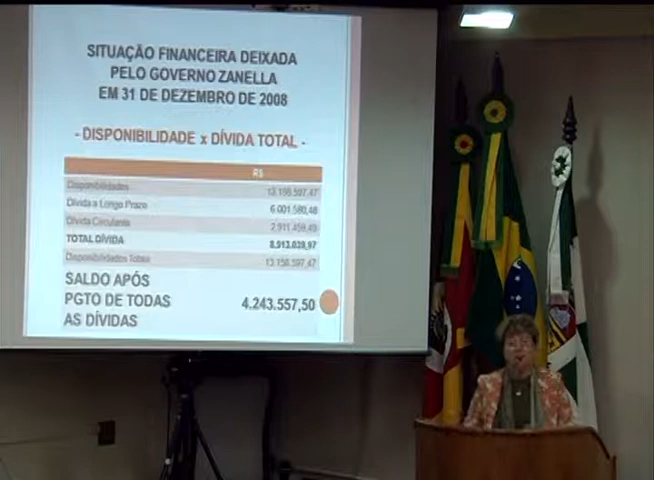 SITUAÇÃO FINANCEIRA DEIXADA
PELO GOVERNO ZANELLA
EM 31 DE DEZEMBRO DE 2008
- DISPONIBILIDADE x DÍVIDA TOTAL -
R$
Disponibilidades 13.156.597,47
Dívida a Longo Prazo 6.001.580,48
Dívida Circulante 2.911.459,49
TOTAL DÍVIDA 8.913.039,97
Disponibilidades Totais 13.156.597,47
SALDO APÓS
PGTO DE TODAS 4.243.557,50
AS DÍVIDAS